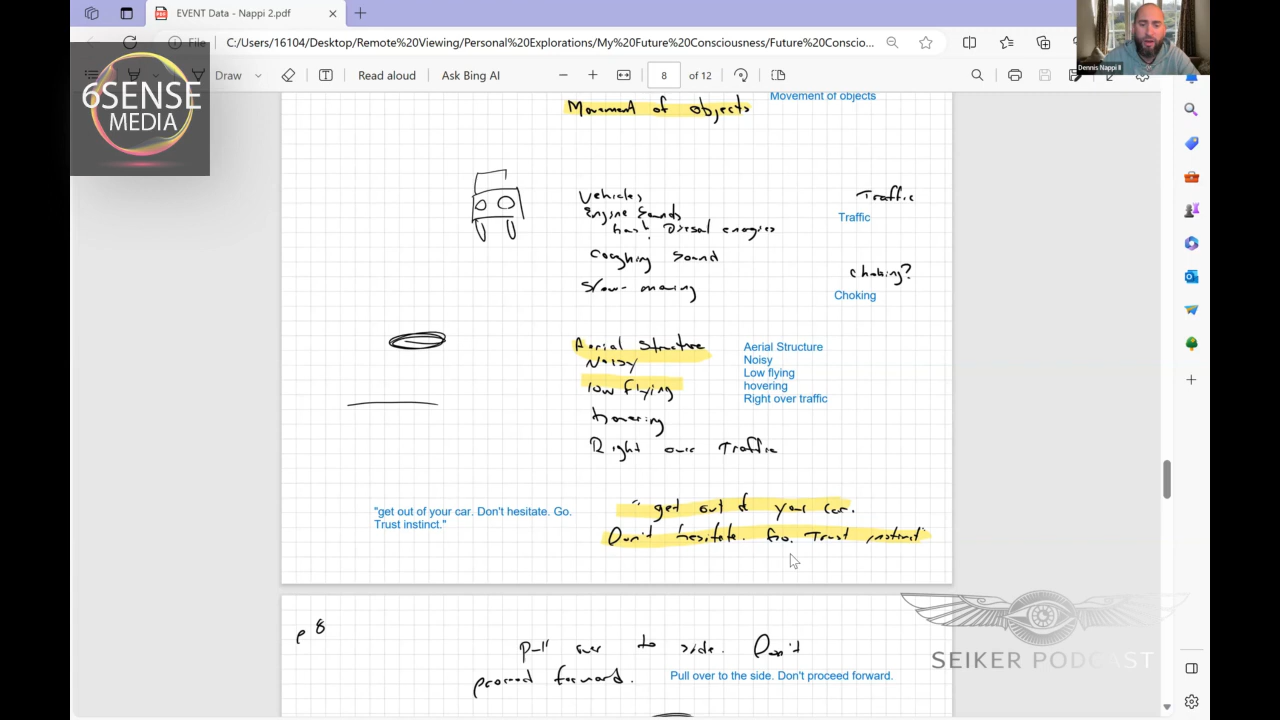 EVENT Data - Nappi 2.pdf
File
C:/Users/16104/Desktop/Remote%20Viewing/Personal%20Explorations/My%20Future%20Consciousness/Future%20Conscio...
Dennis Nappi II
6SENSE
MEDIA
Draw
Read aloud
Ask Bing AI
8
of 12
Movement of objects
Movement of objects
Vehicles
Traffic
Engine Sounds
Traffic
Diesal
Coughing Sound
Choking?
Slow-moving
Choking
Aerial Structure
Aerial Structure
Noisy
Noisy
Low flying
low flying
hovering
Right over traffic
hovering
Right over Traffic
"get out of your car. Don't hesitate. Go.
Trust instinct."
"get out of your car.
Don't hesitate. Go. Trust instinct"
p 8
Pull over to side. Don't
proceed forward.
Pull over to the side. Don't proceed forward.
SEIKER PODCAST